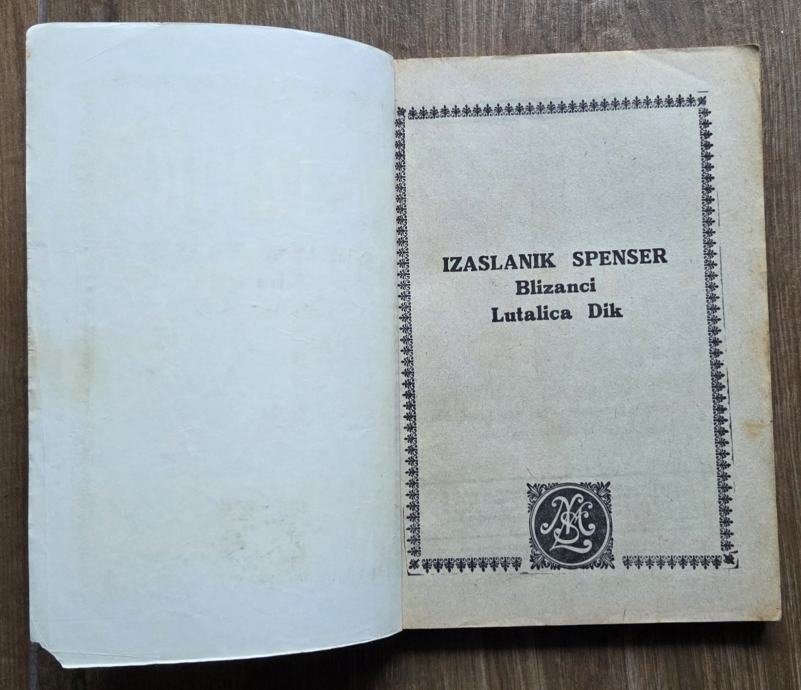 IZASLANIK SPENSER
Blizanci
Lutalica Dik